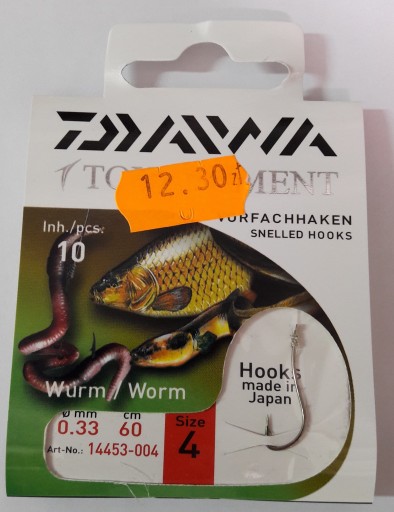 DAIWA
12.30 zł
VORFACHHAKEN
SNELLED HOOKS
Inh./pcs.
10
Wurm / Worm
Hooks
made in
Japan
Ø mm cm
0.33 60
Art-No.: 14453-004
Size
4